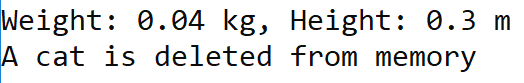 Weight: 0.04 kg, Height: 0.3 m
A cat is deleted from memory